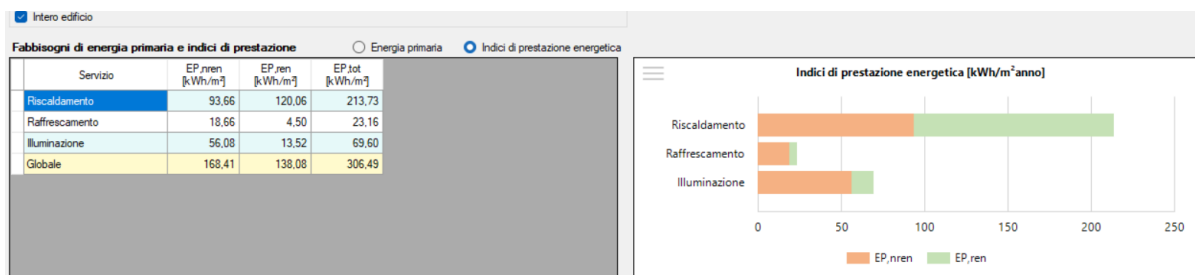 Intero edificio
Fabbisogni di energia primaria e indici di prestazione Energia primaria Indici di prestazione energetica
Servizio EP,nren [kWh/m²] EP,ren [kWh/m²] EP,tot [kWh/m²]
Riscaldamento 93,66 120,06 213,73
Raffrescamento 18,66 4,50 23,16
Illuminazione 56,08 13,52 69,60
Globale 168,41 138,08 306,49
Indici di prestazione energetica [kWh/m²anno]
Riscaldamento
Raffrescamento
Illuminazione
0 50 100 150 200 250
EP,nren EP,ren